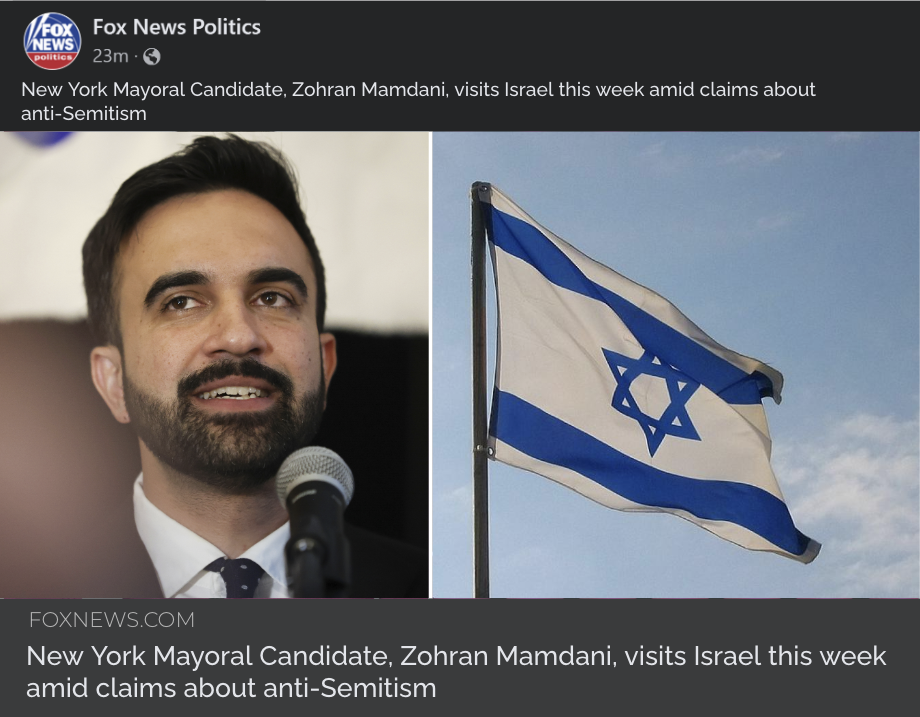 FOX
NEWS
politics
Fox News Politics
23m ·
New York Mayoral Candidate, Zohran Mamdani, visits Israel this week amid claims about
anti-Semitism
FOXNEWS.COM
New York Mayoral Candidate, Zohran Mamdani, visits Israel this week
amid claims about anti-Semitism